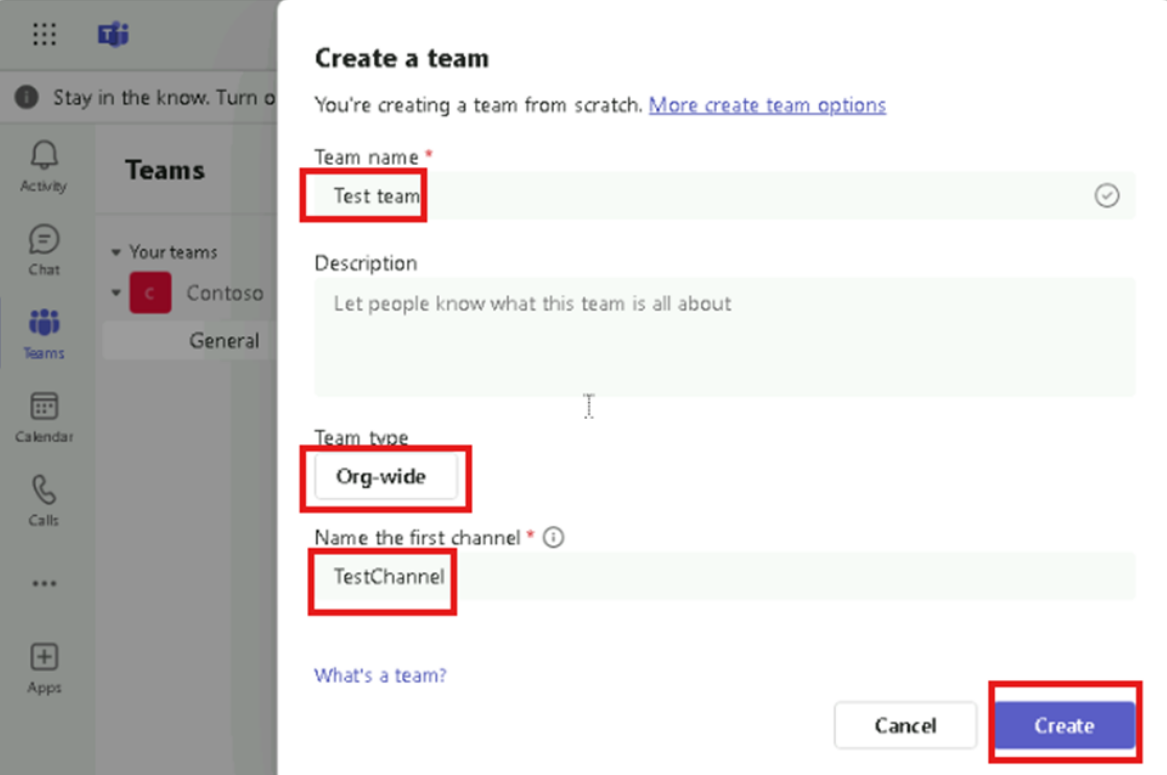 Create a team
Stay in the know. Turn o
You're creating a team from scratch. More create team options
Activity
Chat
Teams
Calendar
Calls
Apps
Teams
Your teams
C
Contoso
General
Team name *
Test team
Description
Let people know what this team is all about
Team type
Org-wide
Name the first channel *
TestChannel
What's a team?
Cancel
Create